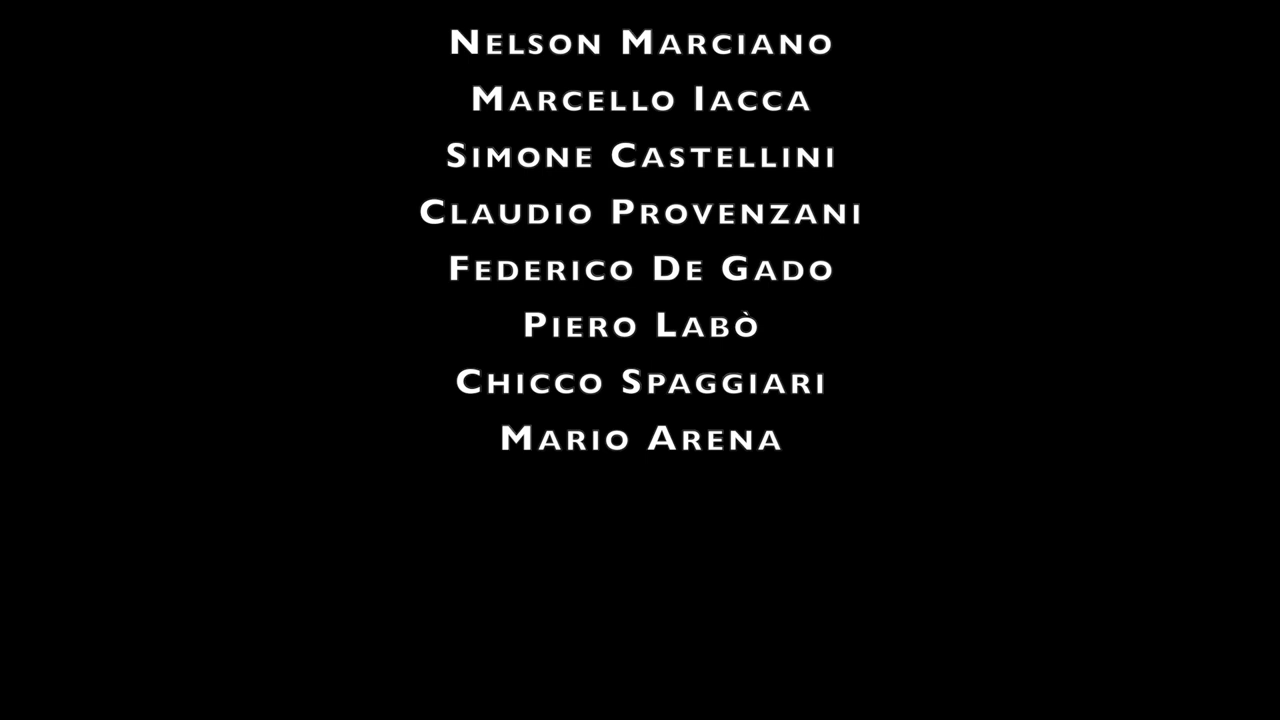 Nelson Marciano
Marcello Iacca
Simone Castellini
Claudio Provenzani
Federico De Gado
Piero Labò
Chicco Spaggiari
Mario Arena